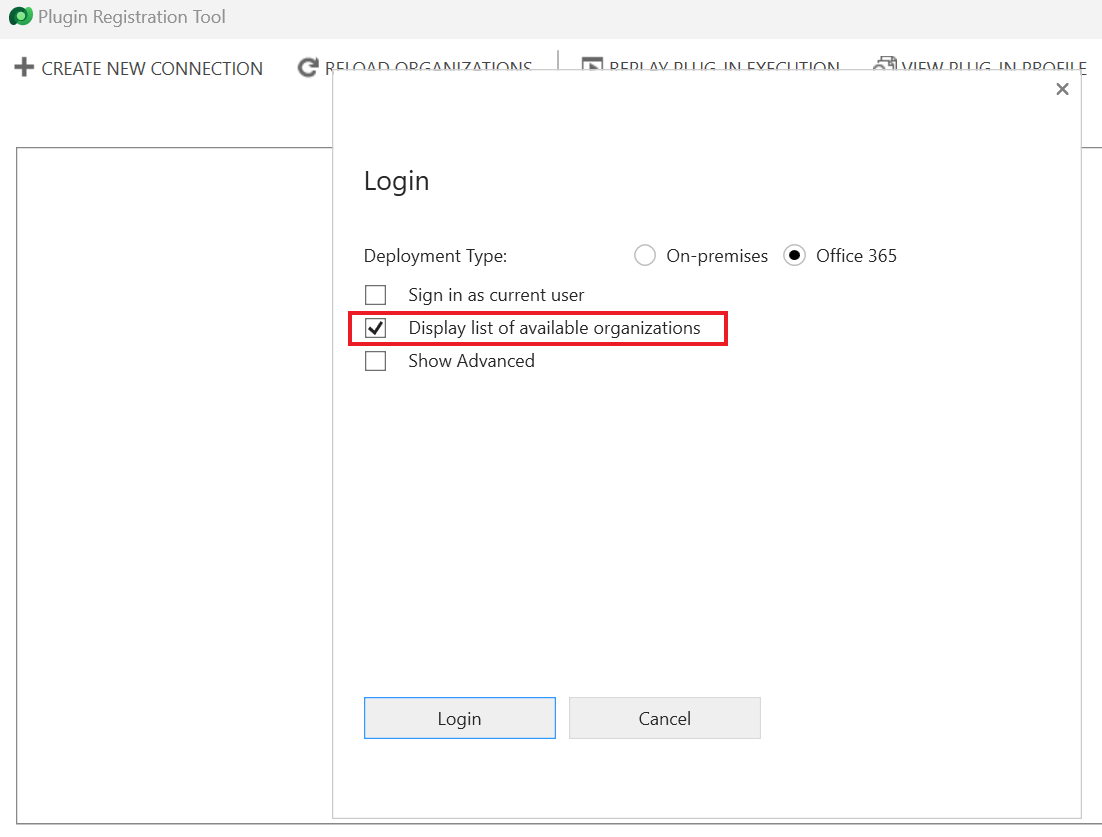 Plugin Registration Tool
CREATE NEW CONNECTION RELOAD ORGANIZATIONS REPLAY PLUG-IN EXECUTION VIEW PLUG-IN PROFILE
Login
Deployment Type: On-premises Office 365
Sign in as current user
Display list of available organizations
Show Advanced
Login Cancel